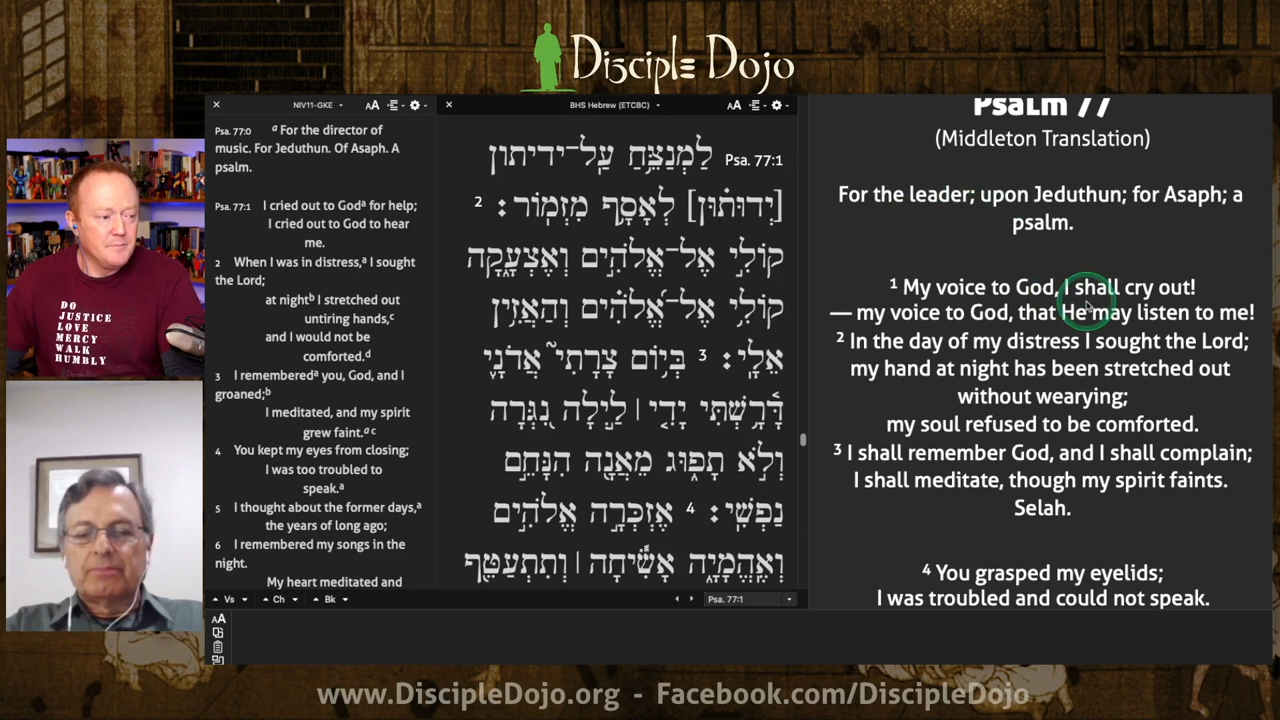 Disciple Dojo
DO
JUSTICE
LOVE
MERCY
WALK
HUMBLY
NIV11-GKE
Psa. 77:0 a For the director of
music. For Jeduthun. Of Asaph. A
psalm.
Psa. 77:1 I cried out to Goda for help;
I cried out to God to hear
me.
2 When I was in distress,a I sought
the Lord;
at nightb I stretched out
untiring hands,c
and I would not be
comforted.d
3 I remembereda you, God, and I
groaned;b
I meditated, and my spirit
grew faint.a c
4 You kept my eyes from closing;
I was too troubled to
speak.a
5 I thought about the former days,a
the years of long ago;
6 I remembered my songs in the
night.
My heart meditated and
Vs Ch Bk
BHS Hebrew (ETCBC)
Psa. 77:1 לַמְנַצֵּ֥חַ עַֽל־ידיתון
[יְדוּת֗וּן] לְאָסָ֥ף מִזְמֽוֹר׃ 2
קוֹלִ֣י אֶל־אֱלֹהִ֣ים וְאֶצְעָ֑קָה
קוֹלִ֥י אֶל־אֱ֝לֹהִ֗ים וְהַאֲזִ֥ין
אֵלָֽי׃ 3 בְּי֥וֹם צָרָתִי֮ אֲדֹנָ֪י
דָּ֫רָ֥שְׁתִּי יָדִ֤י ׀ לַ֣יְלָה נִ֭גְּרָה
וְלֹ֣א תָפ֑וּג מֵאֲנָ֖ה הִנָּחֵ֣ם
נַפְשִֽׁי׃ 4 אֶזְכְּרָ֣ה אֱלֹהִ֣ים
וְאֶֽהֱמָיָ֑ה אָשִׂ֓יחָה ׀ וְתִתְעַטֵּ֖ף
Psa. 77:1
Psalm 77
(Middleton Translation)
For the leader; upon Jeduthun; for Asaph; a
psalm.
1 My voice to God, I shall cry out!
— my voice to God, that He may listen to me!
2 In the day of my distress I sought the Lord;
my hand at night has been stretched out
without wearying;
my soul refused to be comforted.
3 I shall remember God, and I shall complain;
I shall meditate, though my spirit faints.
Selah.
4 You grasped my eyelids;
I was troubled and could not speak.
www.DiscipleDojo.org - Facebook.com/DiscipleDojo